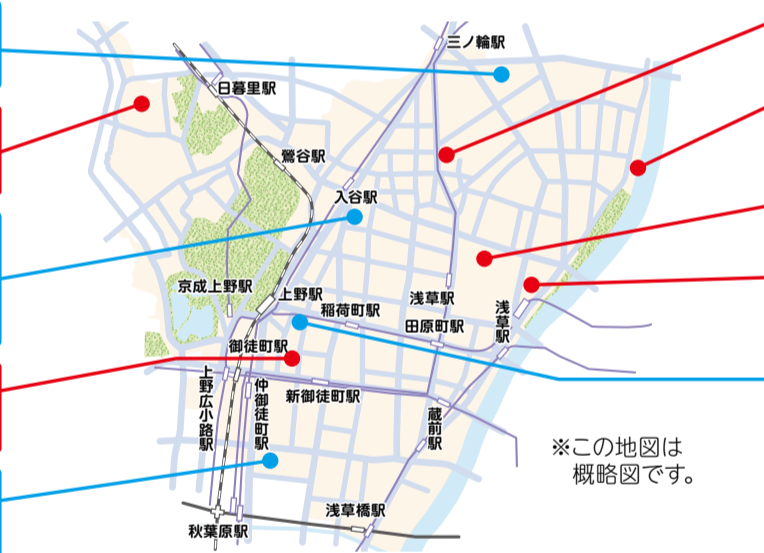 三ノ輪駅
日暮里駅
鶯谷駅
入谷駅
京成上野駅
上野駅
稲荷町駅
浅草駅
田原町駅
浅草駅
御徒町駅
上野広小路駅
仲御徒町駅
新御徒町駅
蔵前駅
※この地図は
概略図です。
浅草橋駅
秋葉原駅